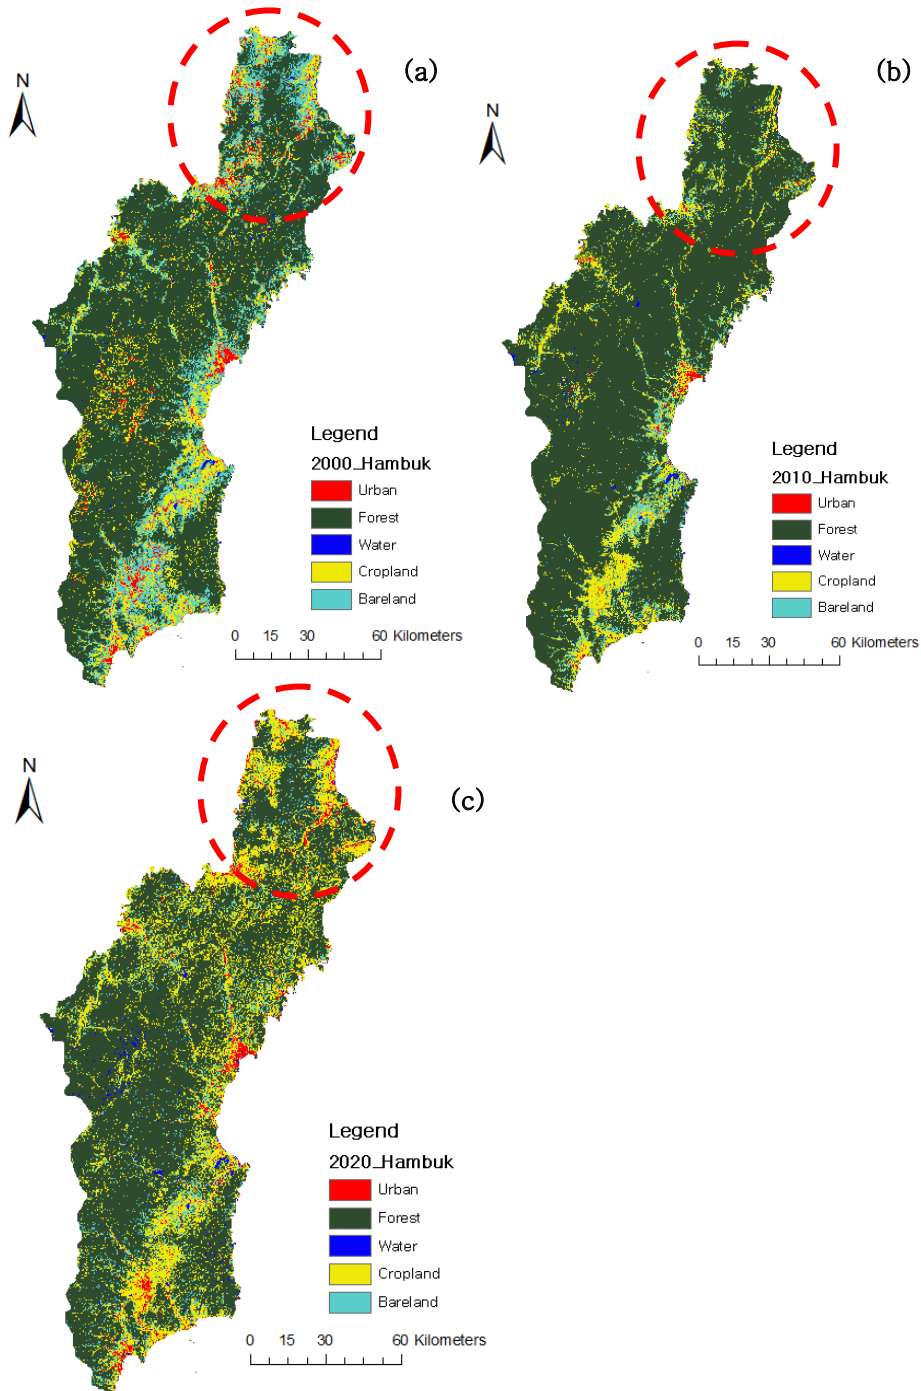 (a)
N
Legend
2000_Hambuk
Urban
Forest
Water
Cropland
Bareland
0 15 30 60 Kilometers
(b)
N
Legend
2010_Hambuk
Urban
Forest
Water
Cropland
Bareland
0 15 30 60 Kilometers
(c)
N
Legend
2020_Hambuk
Urban
Forest
Water
Cropland
Bareland
0 15 30 60 Kilometers